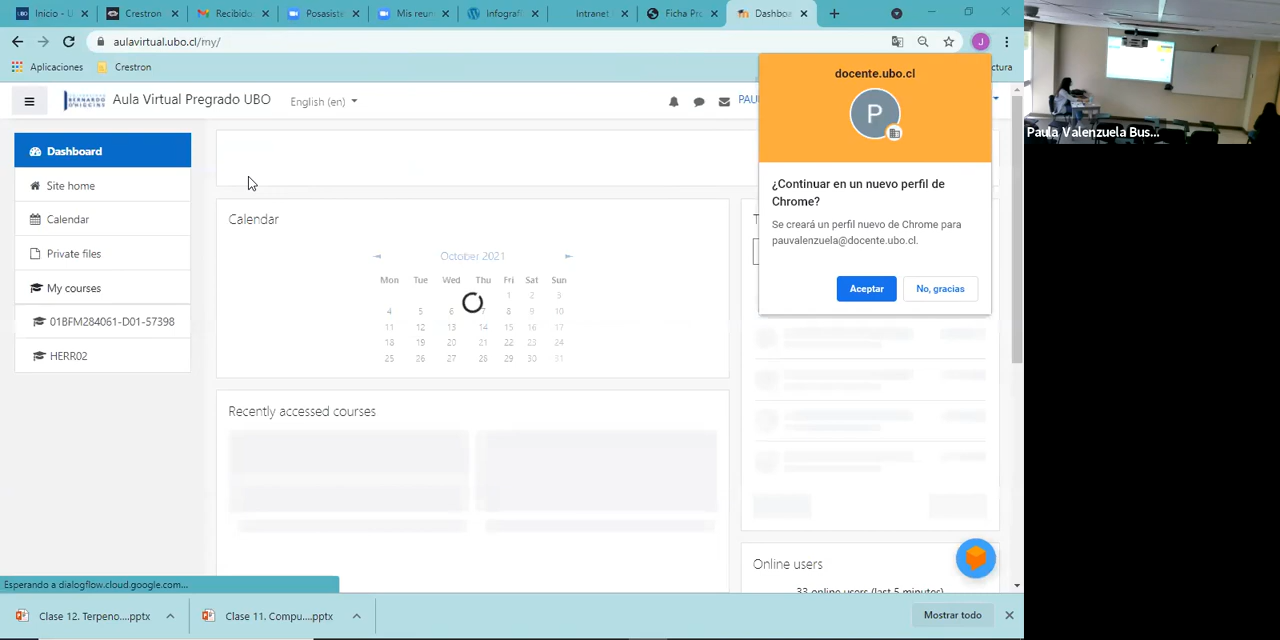 Inicio - U
Crestron
Recibido
Posasiste
Mis reun
Infografí
Intranet
Ficha Pro
Dashboa
aulavirtual.ubo.cl/my/
Aplicaciones
Crestron
ctura
BERNARDO O'HIGGINS
Aula Virtual Pregrado UBO
English (en)
PAU
docente.ubo.cl
P
¿Continuar en un nuevo perfil de
Chrome?
Se creará un perfil nuevo de Chrome para
pauvalenzuela@docente.ubo.cl.
Aceptar
No, gracias
Paula Valenzuela Bus...
Dashboard
Site home
Calendar
Private files
My courses
01BFM284061-D01-57398
HERR02
Calendar
October 2021
Mon Tue Wed Thu Fri Sat Sun
1 2 3
4 5 6 7 8 9 10
11 12 13 14 15 16 17
18 19 20 21 22 23 24
25 26 27 28 29 30 31
Recently accessed courses
T
Online users
33 online users (last 5 minutes)
Esperando a dialogflow.cloud.google.com...
Clase 12. Terpeno....pptx
Clase 11. Compu....pptx
Mostrar todo